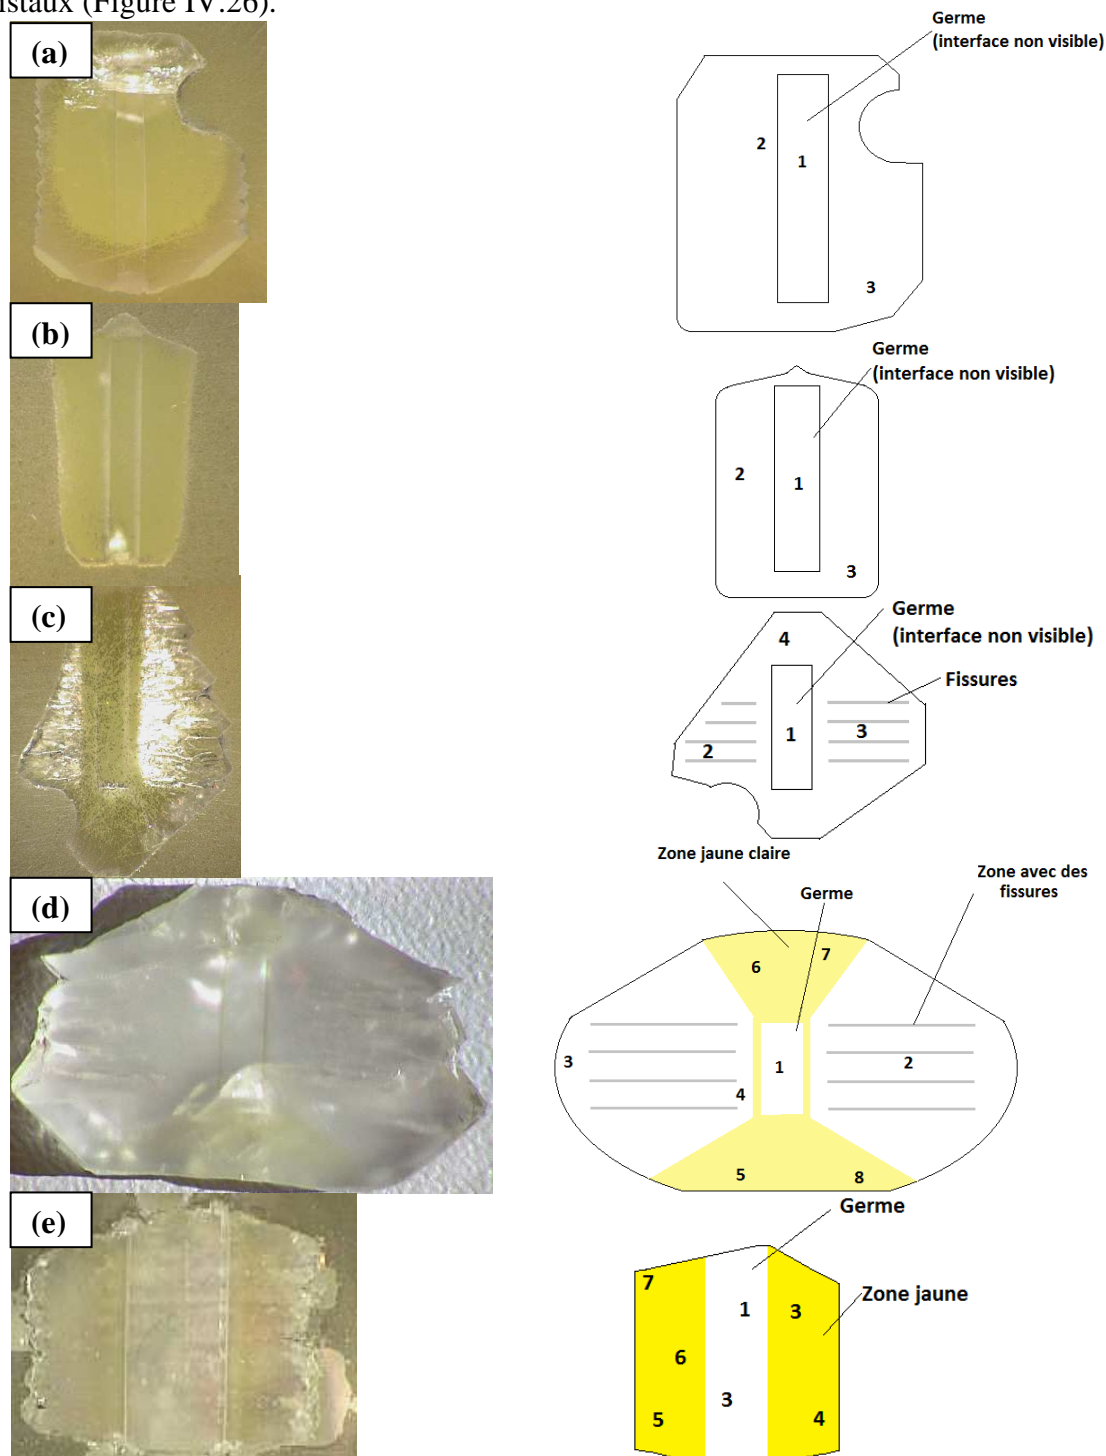 istaux (Figure IV.26).
(a)
Germe
(interface non visible)
2
1
3
(b)
Germe
(interface non visible)
2
1
3
(c)
Germe
(interface non visible)
4
Fissures
1
3
2
Zone jaune claire
(d)
Germe
Zone avec des
fissures
6
7
3
1
2
4
5
8
(e)
Germe
7
1
3
Zone jaune
6
3
5
4